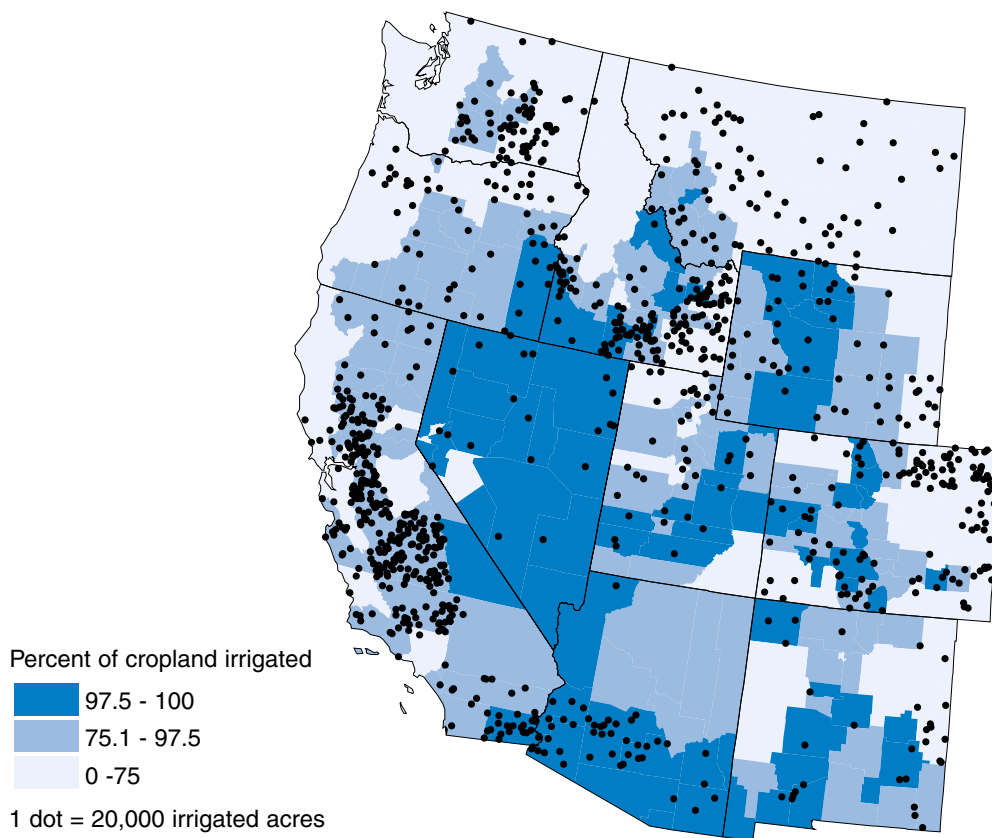 Percent of cropland irrigated
97.5 - 100
75.1 - 97.5
0 -75
1 dot = 20,000 irrigated acres